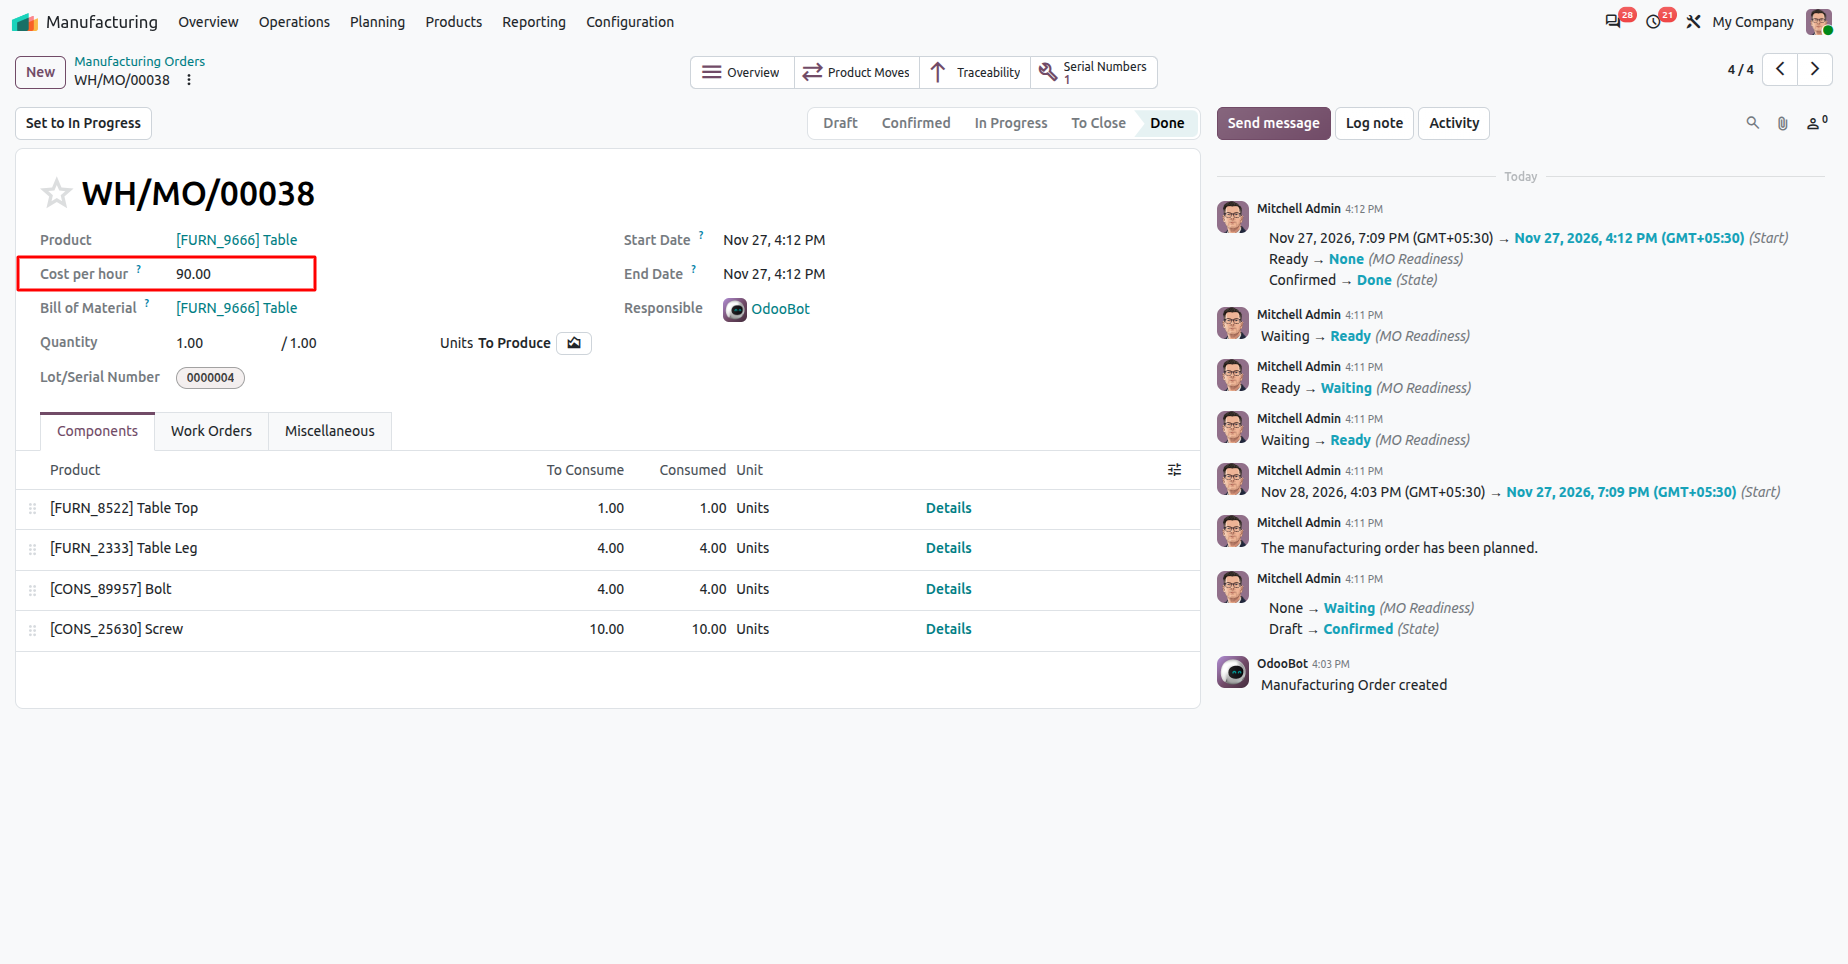 Manufacturing Overview Operations Planning Products Reporting Configuration 28 21 My Company
New Manufacturing Orders
WH/MO/00038
Overview Product Moves Traceability Serial Numbers
1
4 / 4
Set to In Progress
Draft Confirmed In Progress To Close Done
Send message Log note Activity 0
WH/MO/00038
Product [FURN_9666] Table
Cost per hour ? 90.00
Bill of Material ? [FURN_9666] Table
Quantity 1.00 / 1.00 Units To Produce
Lot/Serial Number 0000004
Start Date ? Nov 27, 4:12 PM
End Date ? Nov 27, 4:12 PM
Responsible OdooBot
Components Work Orders Miscellaneous
Product To Consume Consumed Unit
[FURN_8522] Table Top 1.00 1.00 Units Details
[FURN_2333] Table Leg 4.00 4.00 Units Details
[CONS_89957] Bolt 4.00 4.00 Units Details
[CONS_25630] Screw 10.00 10.00 Units Details
Today
Mitchell Admin 4:12 PM
Nov 27, 2026, 7:09 PM (GMT+05:30) → Nov 27, 2026, 4:12 PM (GMT+05:30) (Start)
Ready → None (MO Readiness)
Confirmed → Done (State)
Mitchell Admin 4:11 PM
Waiting → Ready (MO Readiness)
Mitchell Admin 4:11 PM
Ready → Waiting (MO Readiness)
Mitchell Admin 4:11 PM
Waiting → Ready (MO Readiness)
Mitchell Admin 4:11 PM
Nov 28, 2026, 4:03 PM (GMT+05:30) → Nov 27, 2026, 7:09 PM (GMT+05:30) (Start)
Mitchell Admin 4:11 PM
The manufacturing order has been planned.
Mitchell Admin 4:11 PM
None → Waiting (MO Readiness)
Draft → Confirmed (State)
OdooBot 4:03 PM
Manufacturing Order created